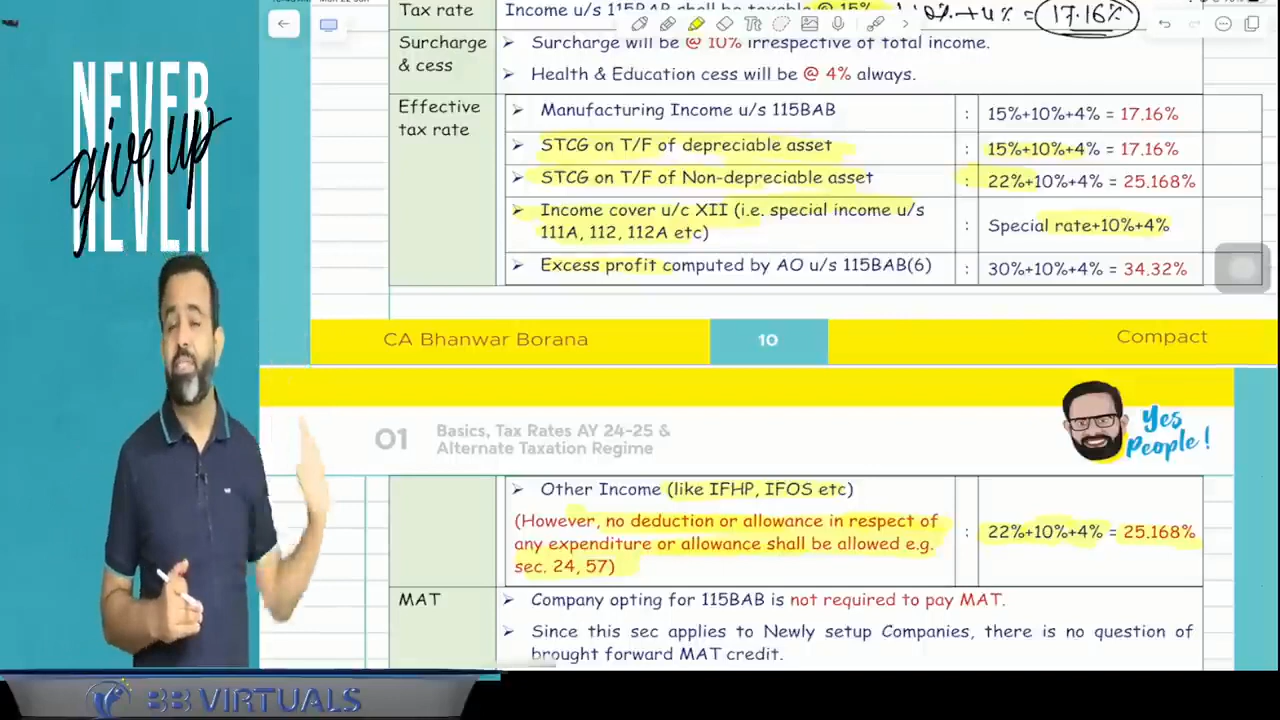 Tax rate Income u/s 115BAB shall be taxable @ 15% + 4% = 17.16%
NEVER
give up
NEVER
Surcharge & cess
➢ Surcharge will be @ 10% irrespective of total income.
➢ Health & Education cess will be @ 4% always.
Effective tax rate
➢ Manufacturing Income u/s 115BAB : 15%+10%+4% = 17.16%
➢ STCG on T/F of depreciable asset : 15%+10%+4% = 17.16%
➢ STCG on T/F of Non-depreciable asset : 22%+10%+4% = 25.168%
➢ Income cover u/c XII (i.e. special income u/s
111A, 112, 112A etc) : Special rate+10%+4%
➢ Excess profit computed by AO u/s 115BAB(6) : 30%+10%+4% = 34.32%
CA Bhanwar Borana 10 Compact
01 Basics, Tax Rates AY 24-25 &
Alternate Taxation Regime
Yes
People!
➢ Other Income (like IFHP, IFOS etc)
(However, no deduction or allowance in respect of
any expenditure or allowance shall be allowed e.g.
sec. 24, 57) : 22%+10%+4% = 25.168%
MAT ➢ Company opting for 115BAB is not required to pay MAT.
➢ Since this sec applies to Newly setup Companies, there is no question of
brought forward MAT credit.
BB VIRTUALS